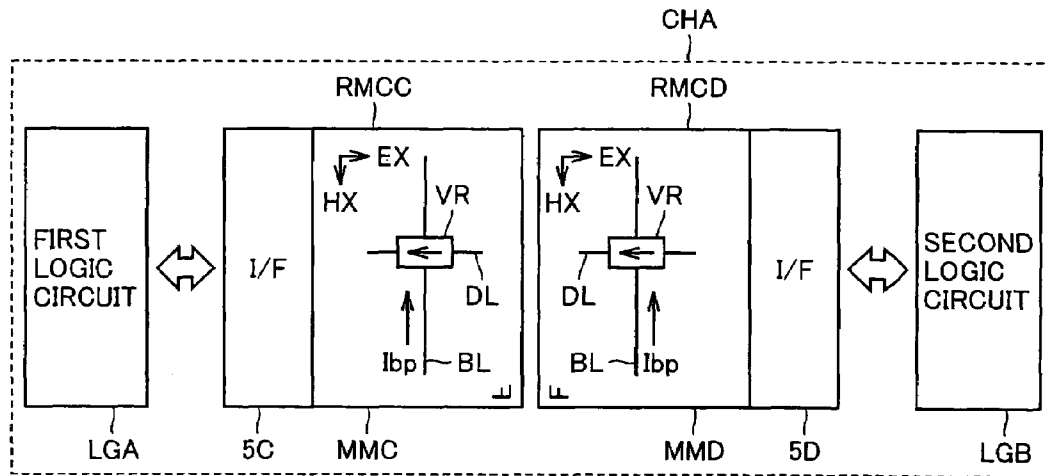 CHA
RMCC
RMCD
EX
HX
VR
EX
HX
VR
FIRST
LOGIC
CIRCUIT
I/F
DL
Ibp
BL
DL
BL
Ibp
F
I/F
SECOND
LOGIC
CIRCUIT
LGA
5C
MMC
MMD
5D
LGB